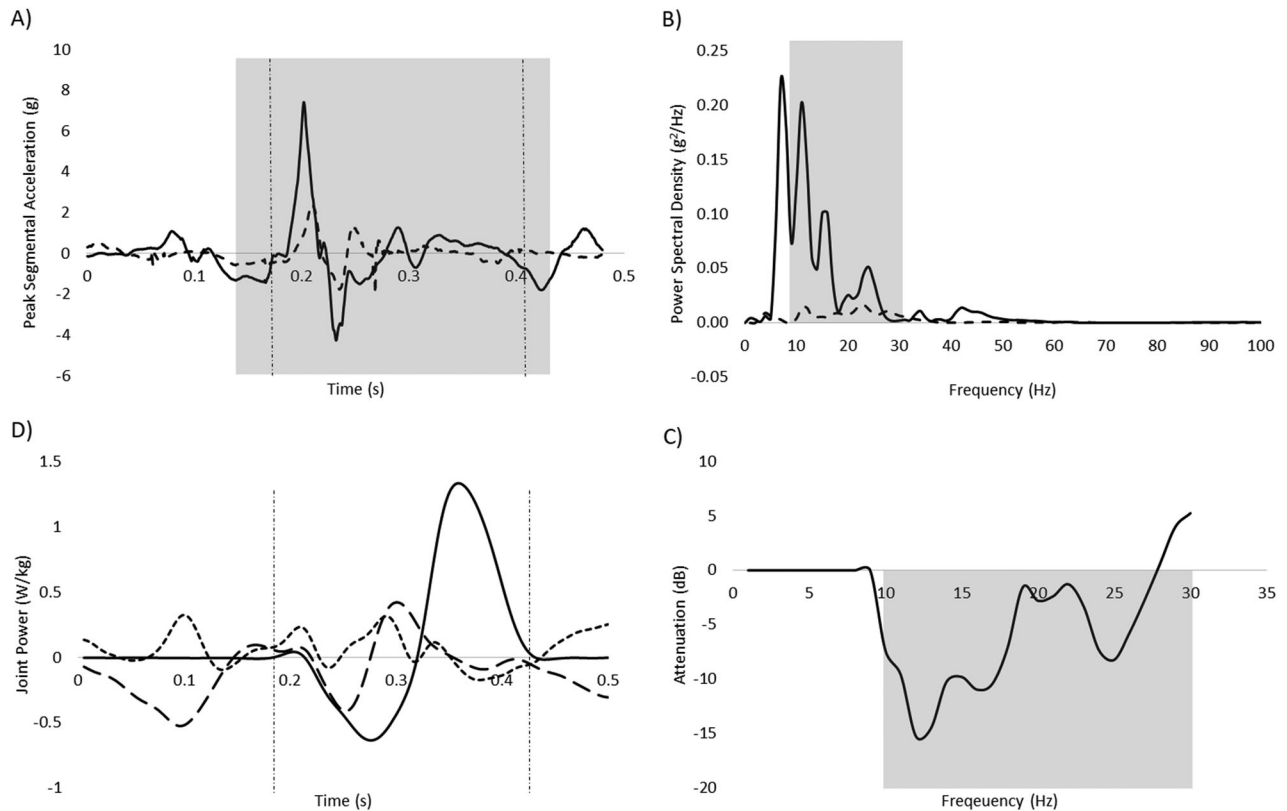 A)
Peak Segmental Acceleration (g)
10
8
6
4
2
0
-2
-4
-6
0
0.1
0.2
0.3
0.4
0.5
Time (s)
B)
Power Spectral Density (g²/Hz)
0.25
0.20
0.15
0.10
0.05
0.00
-0.05
0 10 20 30 40 50 60 70 80 90 100
Frequency (Hz)
D)
Joint Power (W/kg)
1.5
1
0.5
0
-0.5
-1
0 0.1 0.2 0.3 0.4 0.5
Time (s)
C)
Attenuation (dB)
10
5
0
-5
-10
-15
-20
0 5 10 15 20 25 30 35
Freqeuency (Hz)